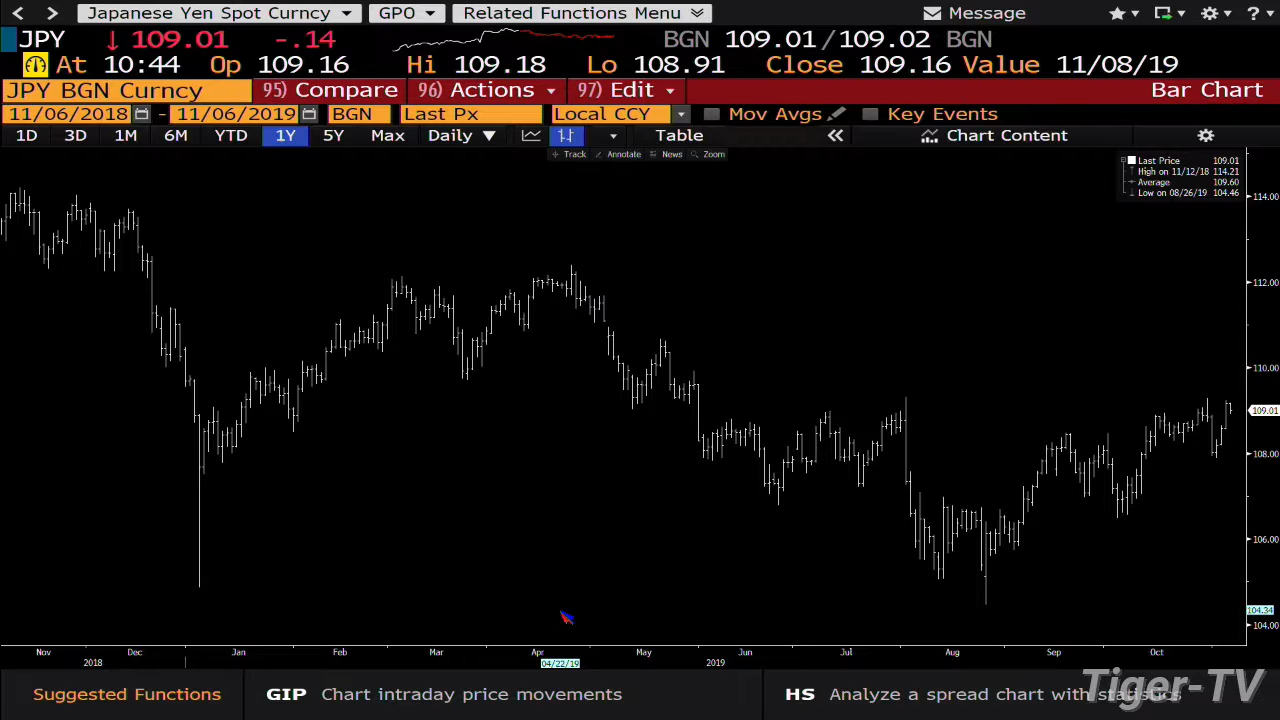 Japanese Yen Spot Curncy GPO Related Functions Menu Message
JPY 109.01 -.14 BGN 109.01/109.02 BGN
At 10:44 Op 109.16 Hi 109.18 Lo 108.91 Close 109.16 Value 11/08/19
JPY BGN Curncy 95) Compare 96) Actions 97) Edit Bar Chart
11/06/2018 - 11/06/2019 BGN Last Px Local CCY Mov Avgs Key Events
1D 3D 1M 6M YTD 1Y 5Y Max Daily Table Chart Content
Track Annotate News Zoom
Last Price 109.01
High on 11/12/18 114.21
Average 109.60
Low on 08/26/19 104.46
114.00
112.00
110.00
109.01
108.00
106.00
104.34
104.00
Nov Dec Jan Feb Mar Apr May Jun Jul Aug Sep Oct
2018 04/22/19 2019
Suggested Functions GIP Chart intraday price movements HS Analyze a spread chart with statistics
Tiger-TV